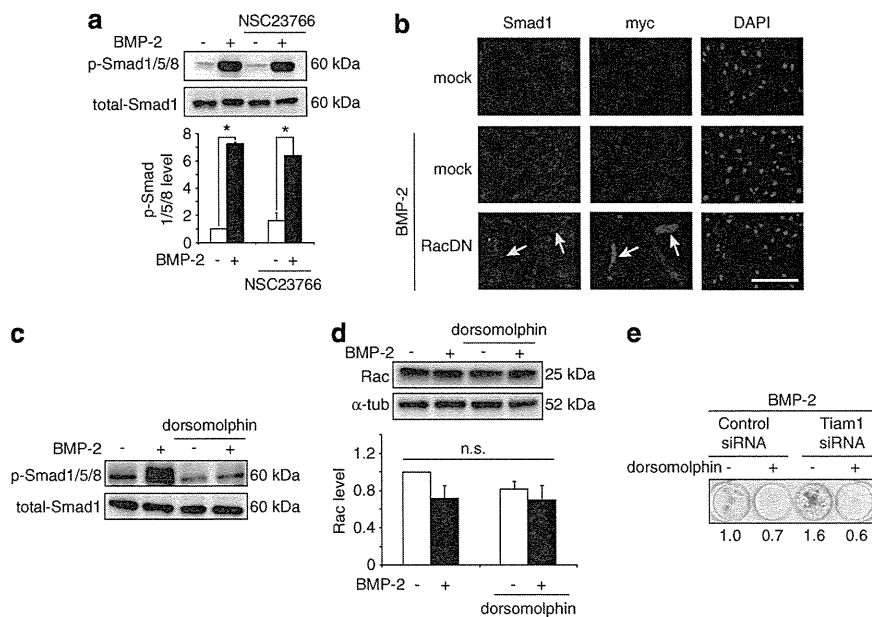 a
NSC23766
BMP-2 - + - +
p-Smad1/5/8 60 kDa
total-Smad1 60 kDa
p-Smad
1/5/8 level
8
6
4
2
0
* *
BMP-2 - + - +
NSC23766
b
Smad1 myc DAPI
mock
mock
RacDN
BMP-2
c
dorsomolphin
BMP-2 - + - +
p-Smad1/5/8 60 kDa
total-Smad1 60 kDa
d
dorsomolphin
BMP-2 - + - +
Rac 25 kDa
α-tub 52 kDa
Rac level
1.2
0.8
0.4
0
n.s.
BMP-2 - + - +
dorsomolphin
e
BMP-2
Control
siRNA
Tiam1
siRNA
dorsomolphin - + - +
1.0 0.7 1.6 0.6